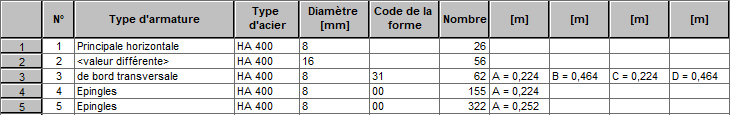 N° Type d'armature Type d'acier Diamètre [mm] Code de la forme Nombre [m] [m] [m] [m]
1 1 Principale horizontale HA 400 8 26
2 2 <valeur différente> HA 400 16 56
3 3 de bord transversale HA 400 8 31 62 A = 0,224 B = 0,464 C = 0,224 D = 0,464
4 4 Epingles HA 400 8 00 155 A = 0,224
5 5 Epingles HA 400 8 00 322 A = 0,252